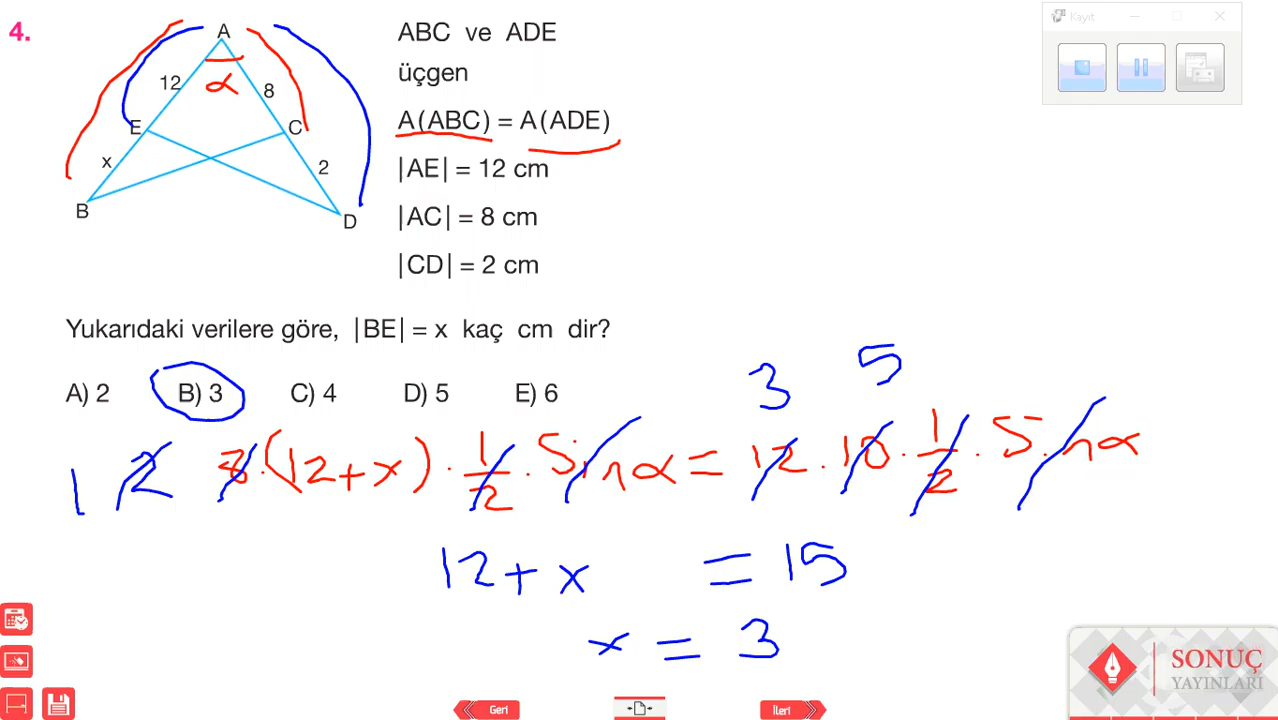 Kayıt
4.
A
12
α
8
E
C
x
2
B
D
ABC ve ADE
üçgen
A(ABC) = A(ADE)
|AE| = 12 cm
|AC| = 8 cm
|CD| = 2 cm
Yukarıdaki verilere göre, |BE| = x kaç cm dir?
A) 2 B) 3 C) 4 D) 5 E) 6
3 5
1 2 8.(12+x).1/2.Sinα = 12.10.1/2.Sinα
12+x = 15
x = 3
Geri
İleri
SONUÇ
YAYINLARI